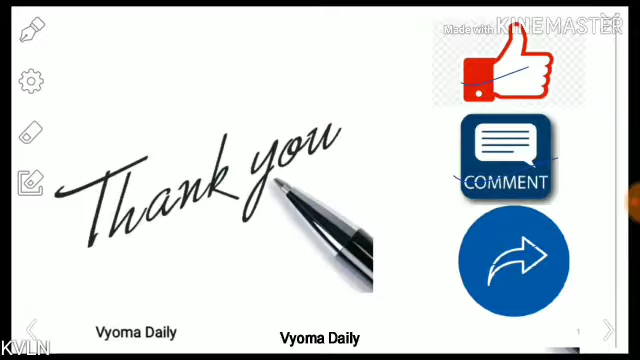 Made with KINEMASTER
Thank you
COMMENT
Vyoma Daily
Vyoma Daily
KVLN